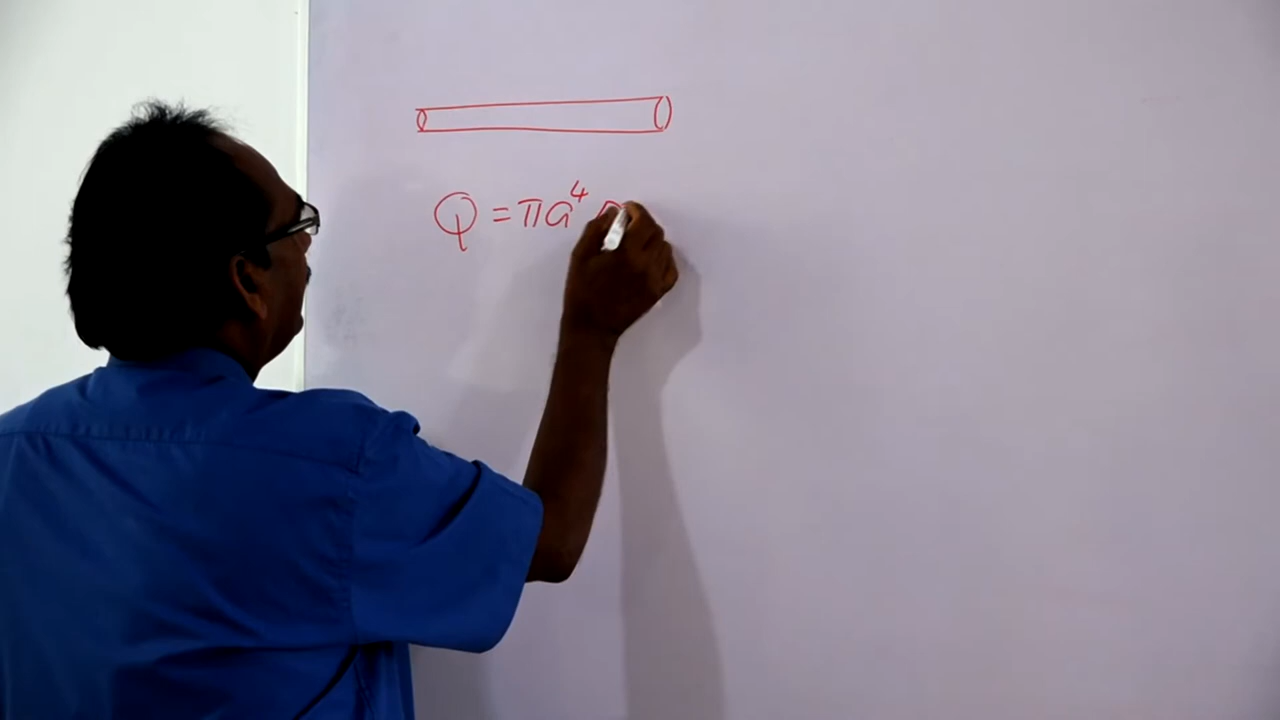 Q = πa⁴